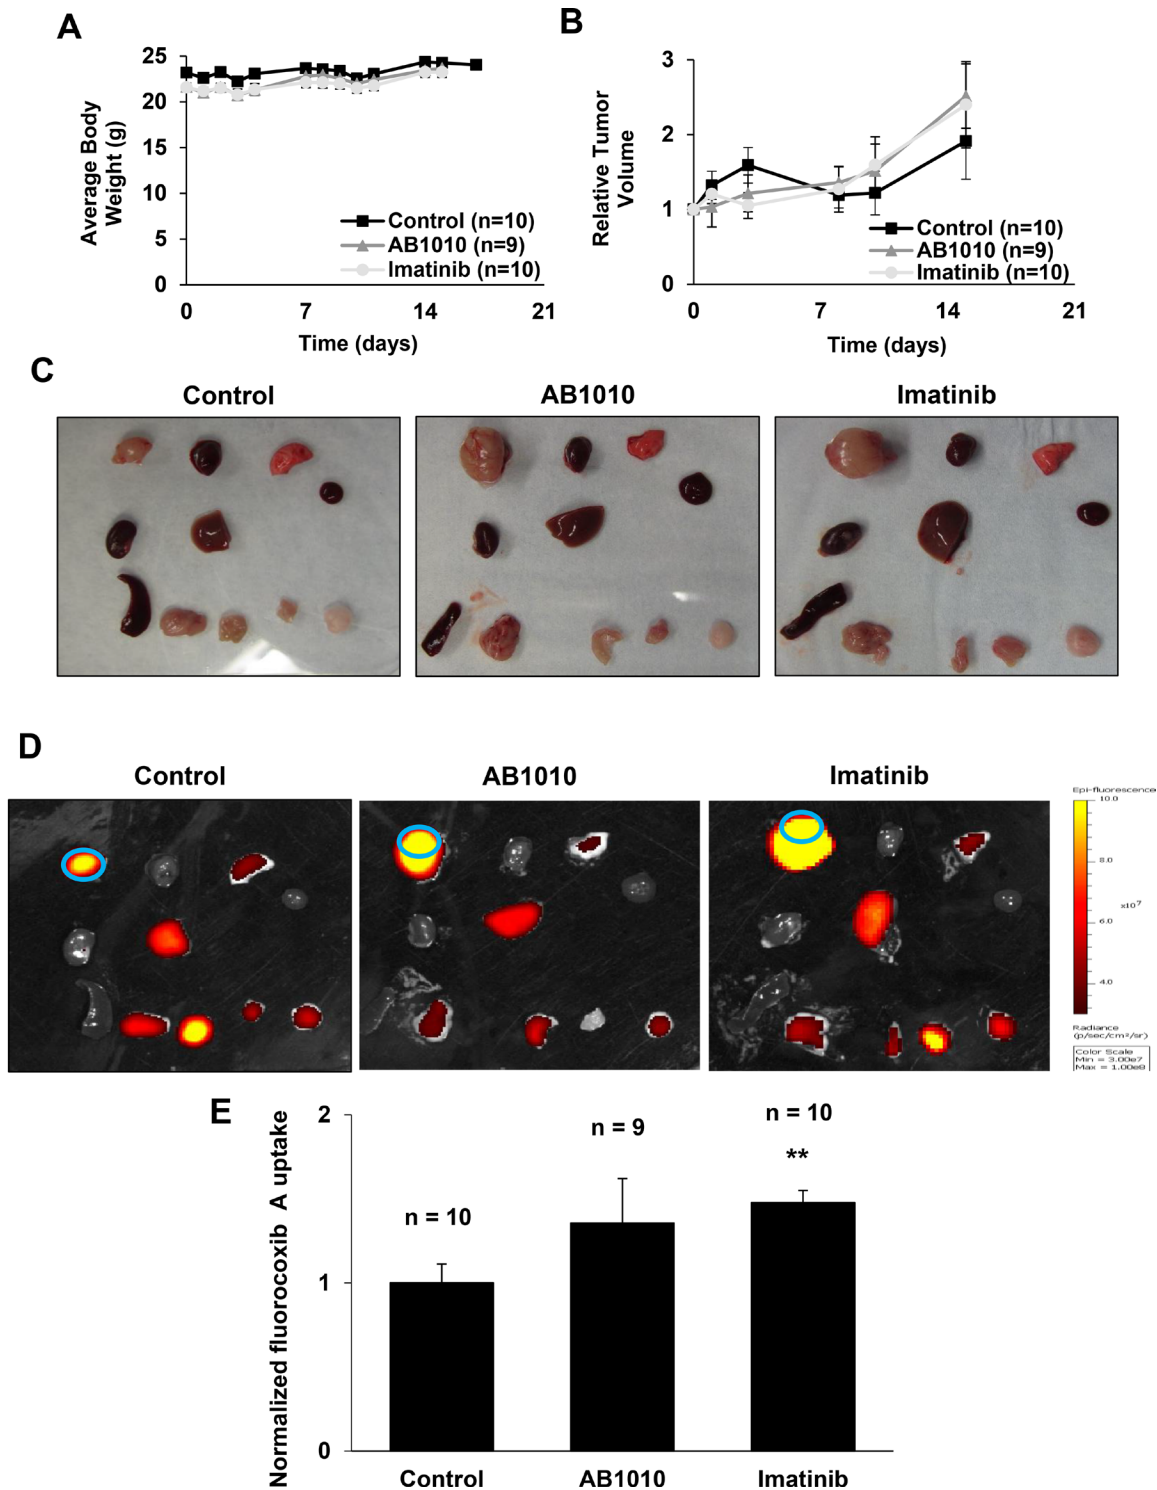 A
25
20
15
10
5
0
Average Body
Weight (g)
Control (n=10)
AB1010 (n=9)
Imatinib (n=10)
0 7 14 21
Time (days)
B
3
2
1
0
Relative Tumor
Volume
Control (n=10)
AB1010 (n=9)
Imatinib (n=10)
0 7 14 21
Time (days)
C
Control AB1010 Imatinib
D
Control AB1010 Imatinib
Epi-fluorescence
10.0
8.0
x10⁷
6.0
4.0
Radiance
(p/sec/cm²/sr)
Color Scale
Min = 3.00e7
Max = 1.00e8
E
Normalized fluorocoxib A uptake
2
1
0
n = 10
n = 9
n = 10
**
Control AB1010 Imatinib